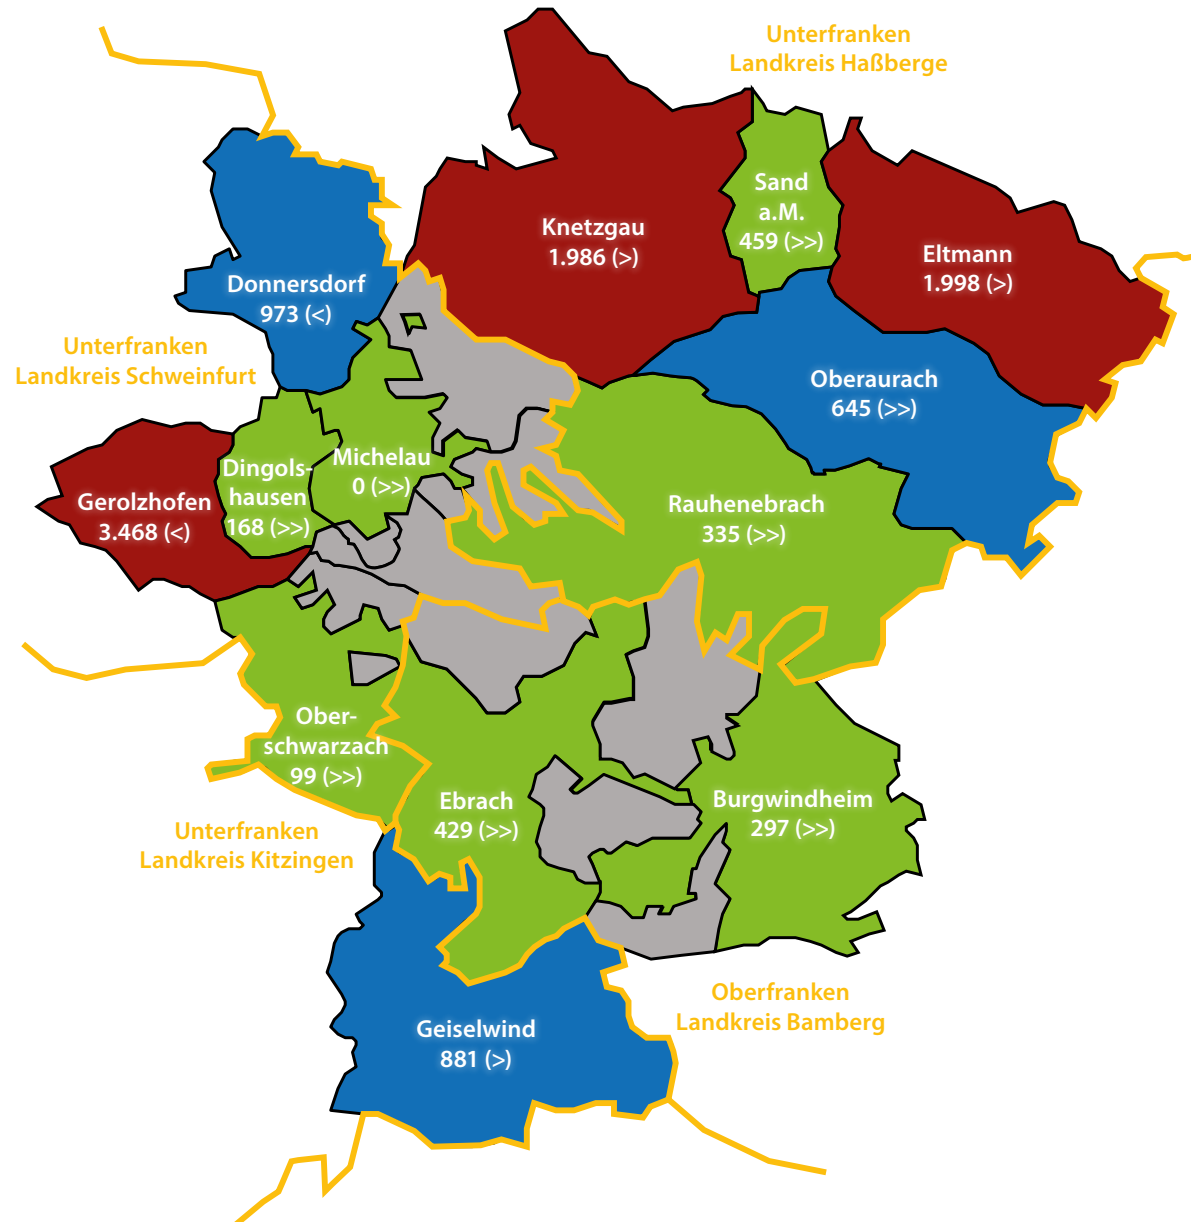 Unterfranken
Landkreis Haßberge
Sand
a.M.
459 (>>)
Knetzgau
1.986 (>)
Eltmann
1.998 (>)
Donnersdorf
973 (<)
Unterfranken
Landkreis Schweinfurt
Oberaurach
645 (>>)
Michelau
0 (>>)
Dingols-
hausen
168 (>>)
Gerolzhofen
3.468 (<)
Rauhenebrach
335 (>>)
Ober-
schwarzach
99 (>>)
Ebrach
429 (>>)
Burgwindheim
297 (>>)
Unterfranken
Landkreis Kitzingen
Oberfranken
Landkreis Bamberg
Geiselwind
881 (>)